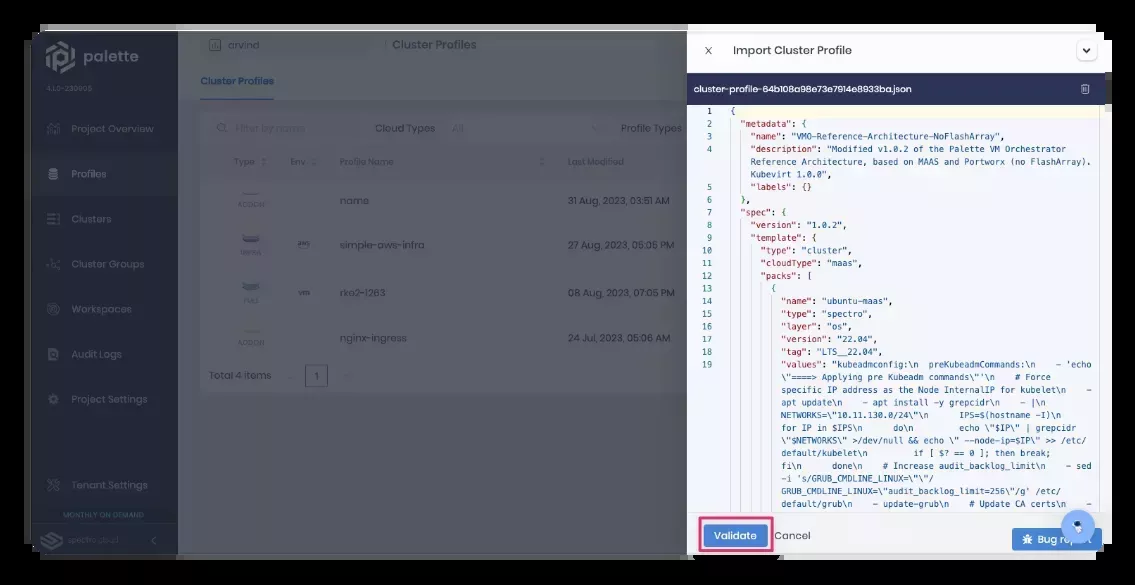 palette
arvind
Cluster Profiles
Cluster Profiles
Project Overview
Profiles
Clusters
Cluster Groups
Workspaces
Audit Logs
Project Settings
Tenant Settings
MONTHLY ON DEMAND
spectro cloud
Filter by name
Cloud Types All
Profile Types
Type Env Profile Name Last Modified
name 31 Aug, 2023, 03:51 AM
simple-aws-infra 27 Aug, 2023, 05:05 PM
rke2-1263 08 Aug, 2023, 07:05 PM
nginx-ingress 24 Jul, 2023, 05:06 AM
Total 4 items 1
Import Cluster Profile
cluster-profile-64b108a98e73e7914e8933ba.json
1 {
2 "metadata": {
3 "name": "VMO-Reference-Architecture-NoFlashArray",
4 "description": "Modified v1.0.2 of the Palette VM Orchestrator
Reference Architecture, based on MAAS and Portworx (no FlashArray).
Kubevirt 1.0.0",
5 "labels": {}
6 },
7 "spec": {
8 "version": "1.0.2",
9 "template": {
10 "type": "cluster",
11 "cloudType": "maas",
12 "packs": [
13 {
14 "name": "ubuntu-maas",
15 "type": "spectro",
16 "layer": "os",
17 "version": "22.04",
18 "tag": "LTS__22.04",
19 "values": "kubeadmconfig:\n  preKubeadmCommands:\n    - 'echo
\"====> Applying pre Kubeadm commands\"'\n    # Force
specific IP address as the Node InternalIP for kubelet\n    -
apt update\n    - apt install -y grepcidr\n    - |\n
NETWORKS=\"10.11.130.0/24\"\n      IPS=$(hostname -I)\n
for IP in $IPS\n      do\n          echo \"$IP\" | grepcidr
\"$NETWORKS\" >/dev/null && echo \" --node-ip=$IP\" >> /etc/
default/kubelet\n          if [ $? == 0 ]; then break;
fi\n      done\n    # Increase audit_backlog_limit\n    - sed
-i 's/GRUB_CMDLINE_LINUX=\"\"/
GRUB_CMDLINE_LINUX=\"audit_backlog_limit=256\"/g' /etc/
default/grub\n    - update-grub\n    # Update CA certs\n    -
Validate
Cancel
Bug